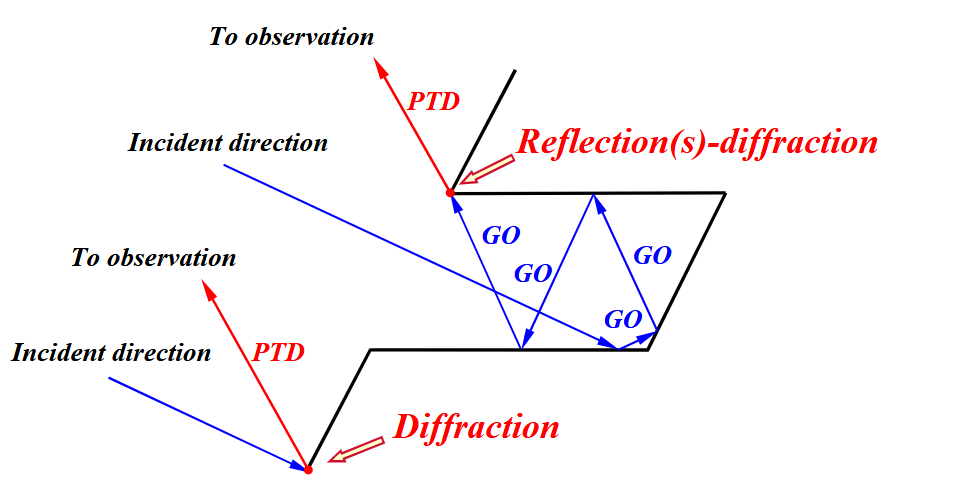 To observation
PTD
Incident direction
Reflection(s)-diffraction
GO
GO
GO
GO
To observation
Incident direction
PTD
Diffraction